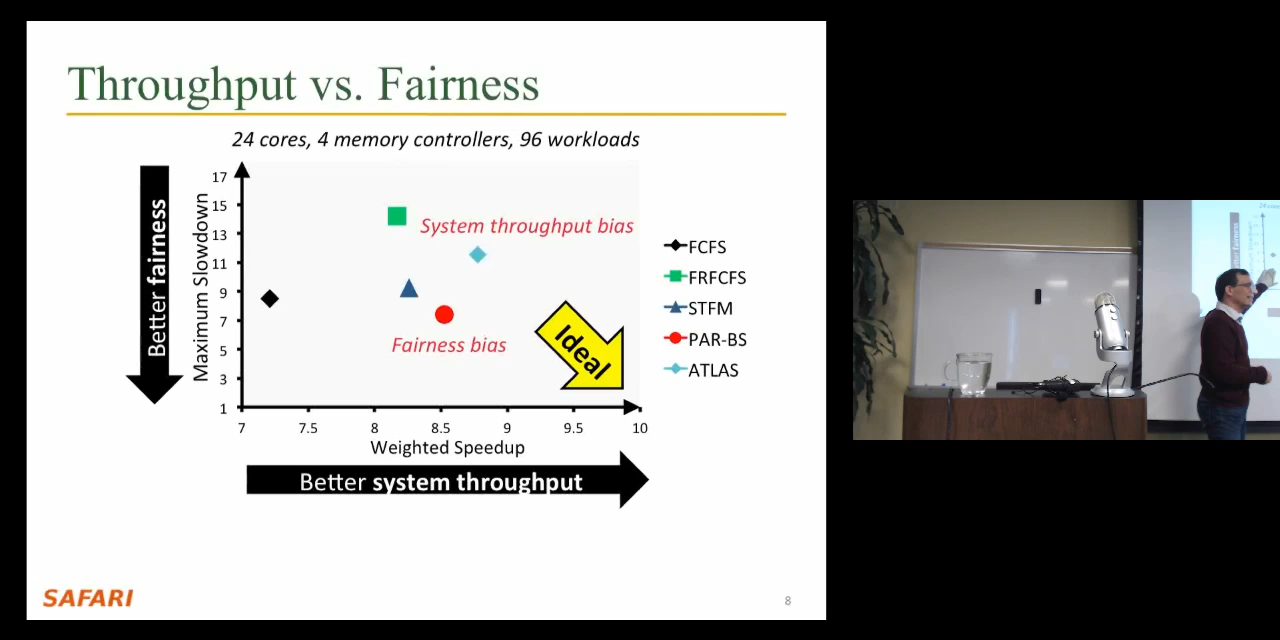 Throughput vs. Fairness
24 cores, 4 memory controllers, 96 workloads
Better fairness
Maximum Slowdown
17
15
13
11
9
7
5
3
1
System throughput bias
Fairness bias
Ideal
FCFS
FRFCFS
STFM
PAR-BS
ATLAS
7 7.5 8 8.5 9 9.5 10
Weighted Speedup
Better system throughput
SAFARI
8